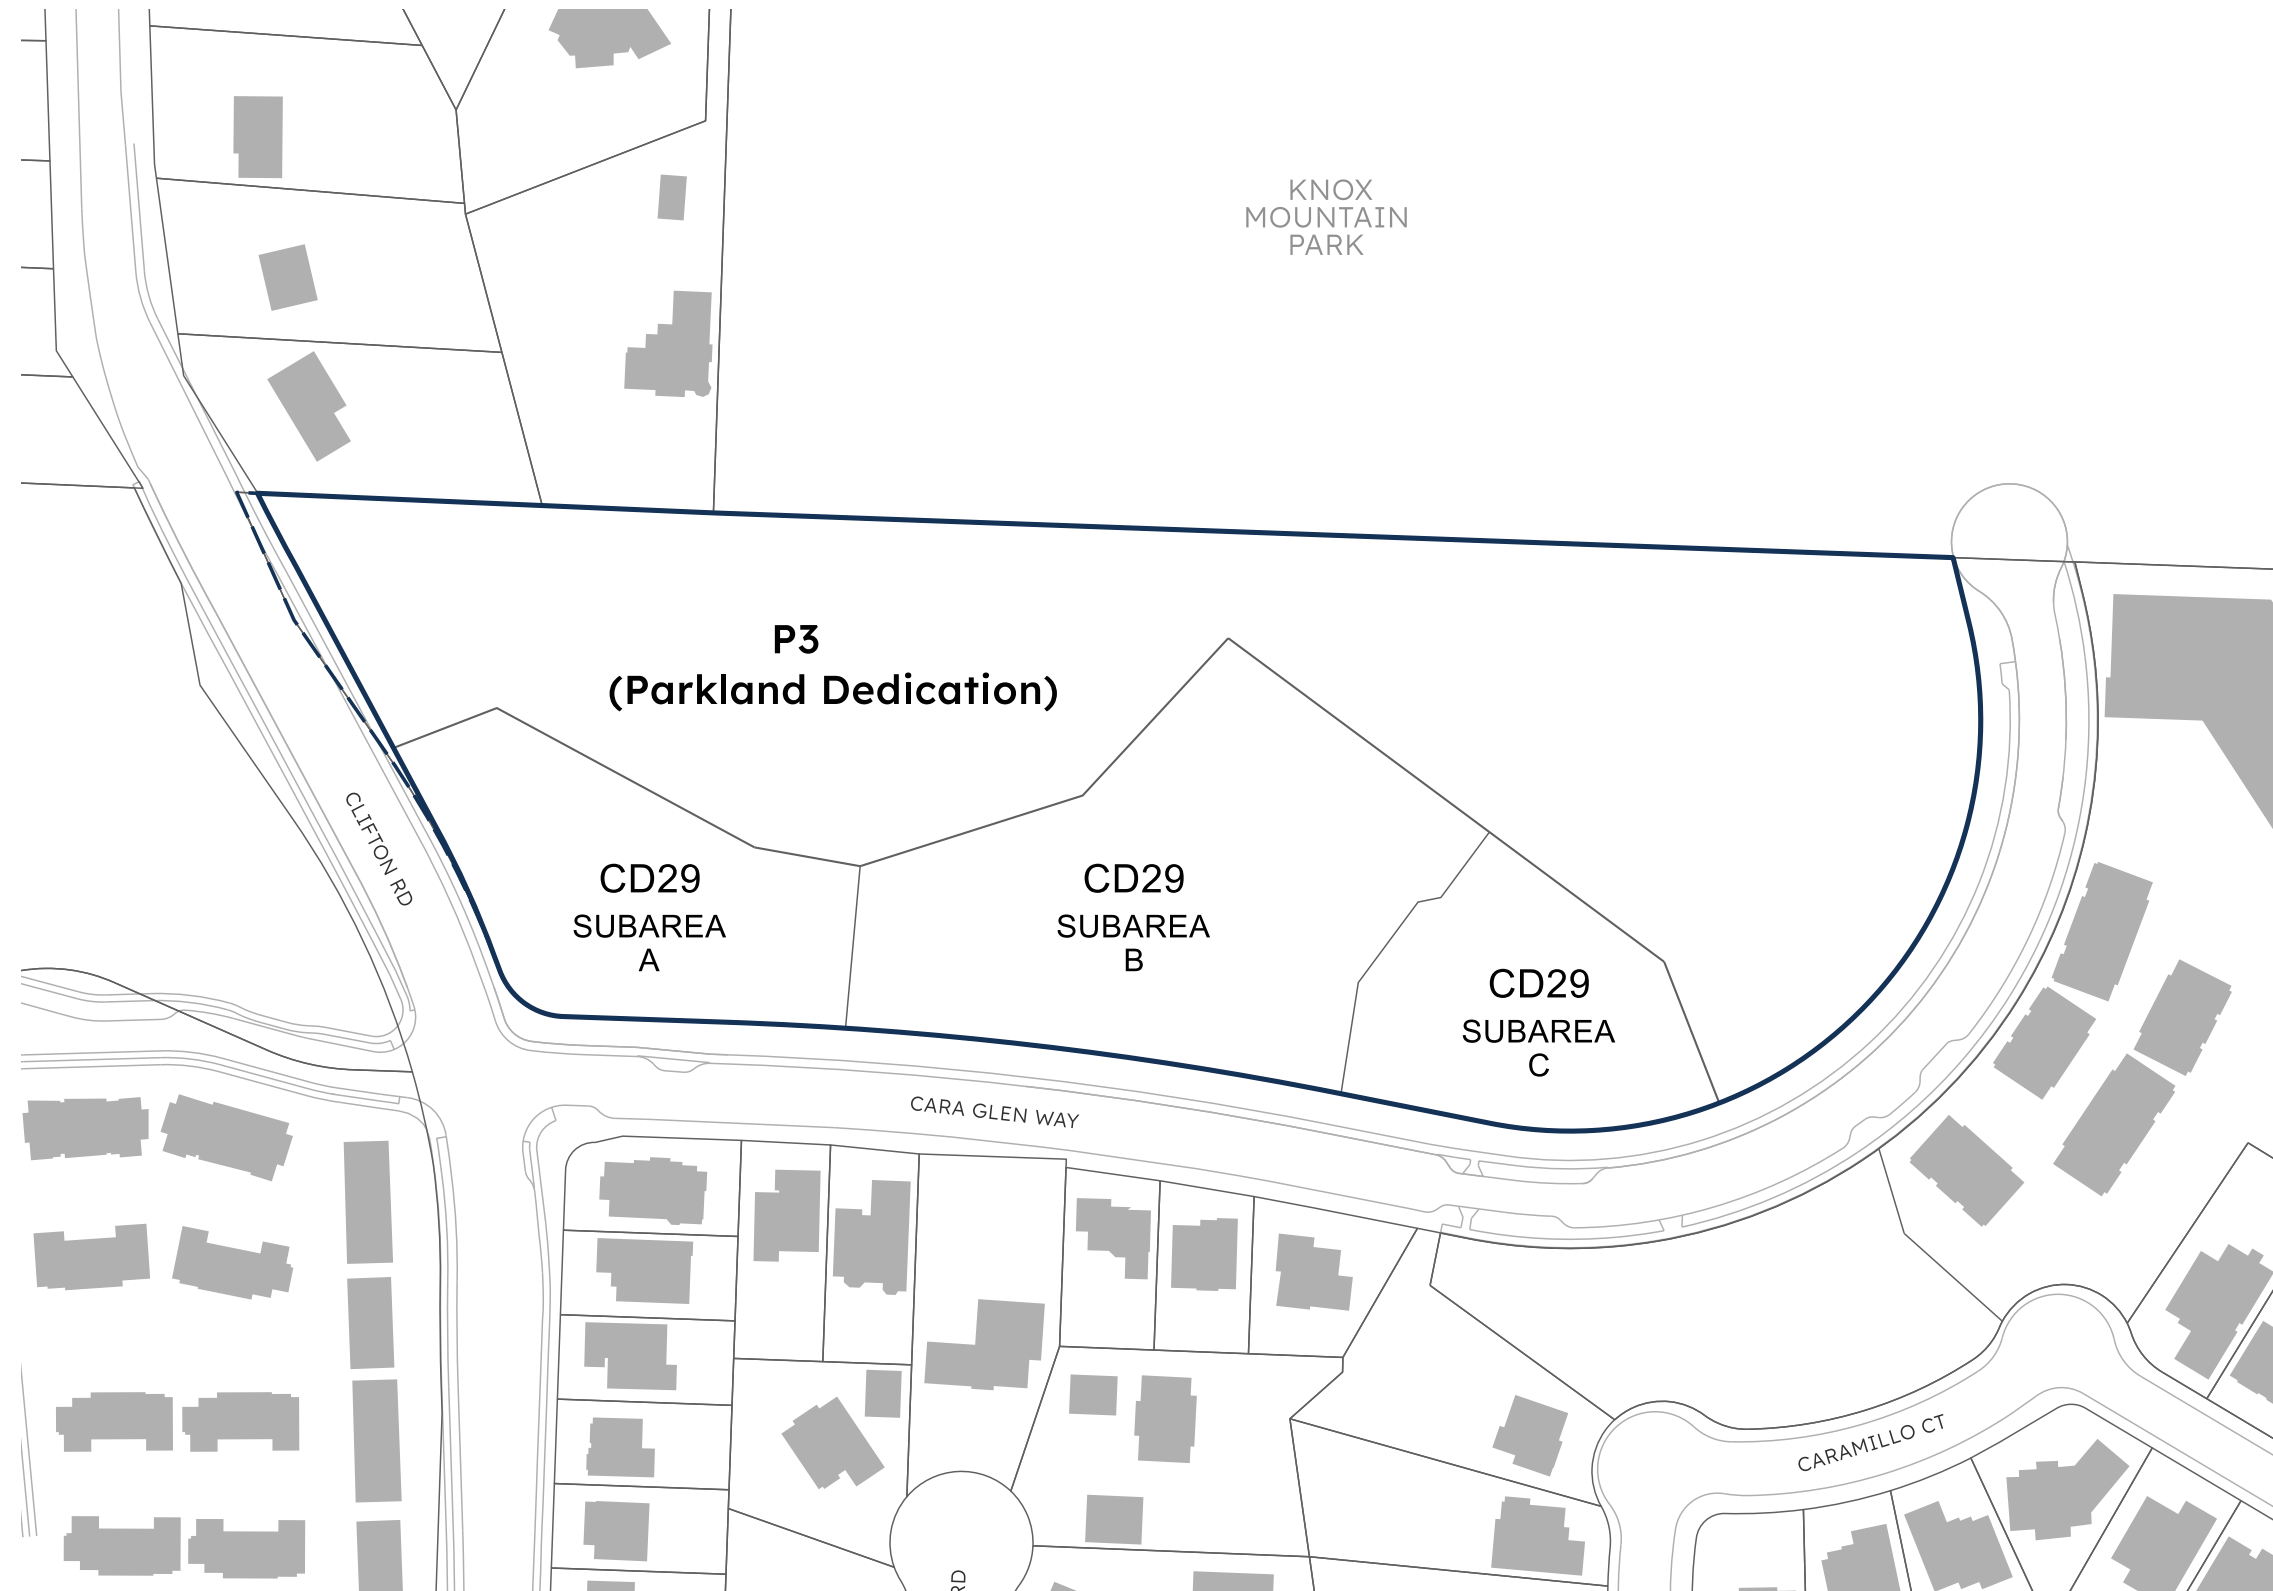 KNOX
MOUNTAIN
PARK
P3
(Parkland Dedication)
CLIFTON RD
CD29
SUBAREA
A
CD29
SUBAREA
B
CD29
SUBAREA
C
CARA GLEN WAY
CARAMILLO CT
RD